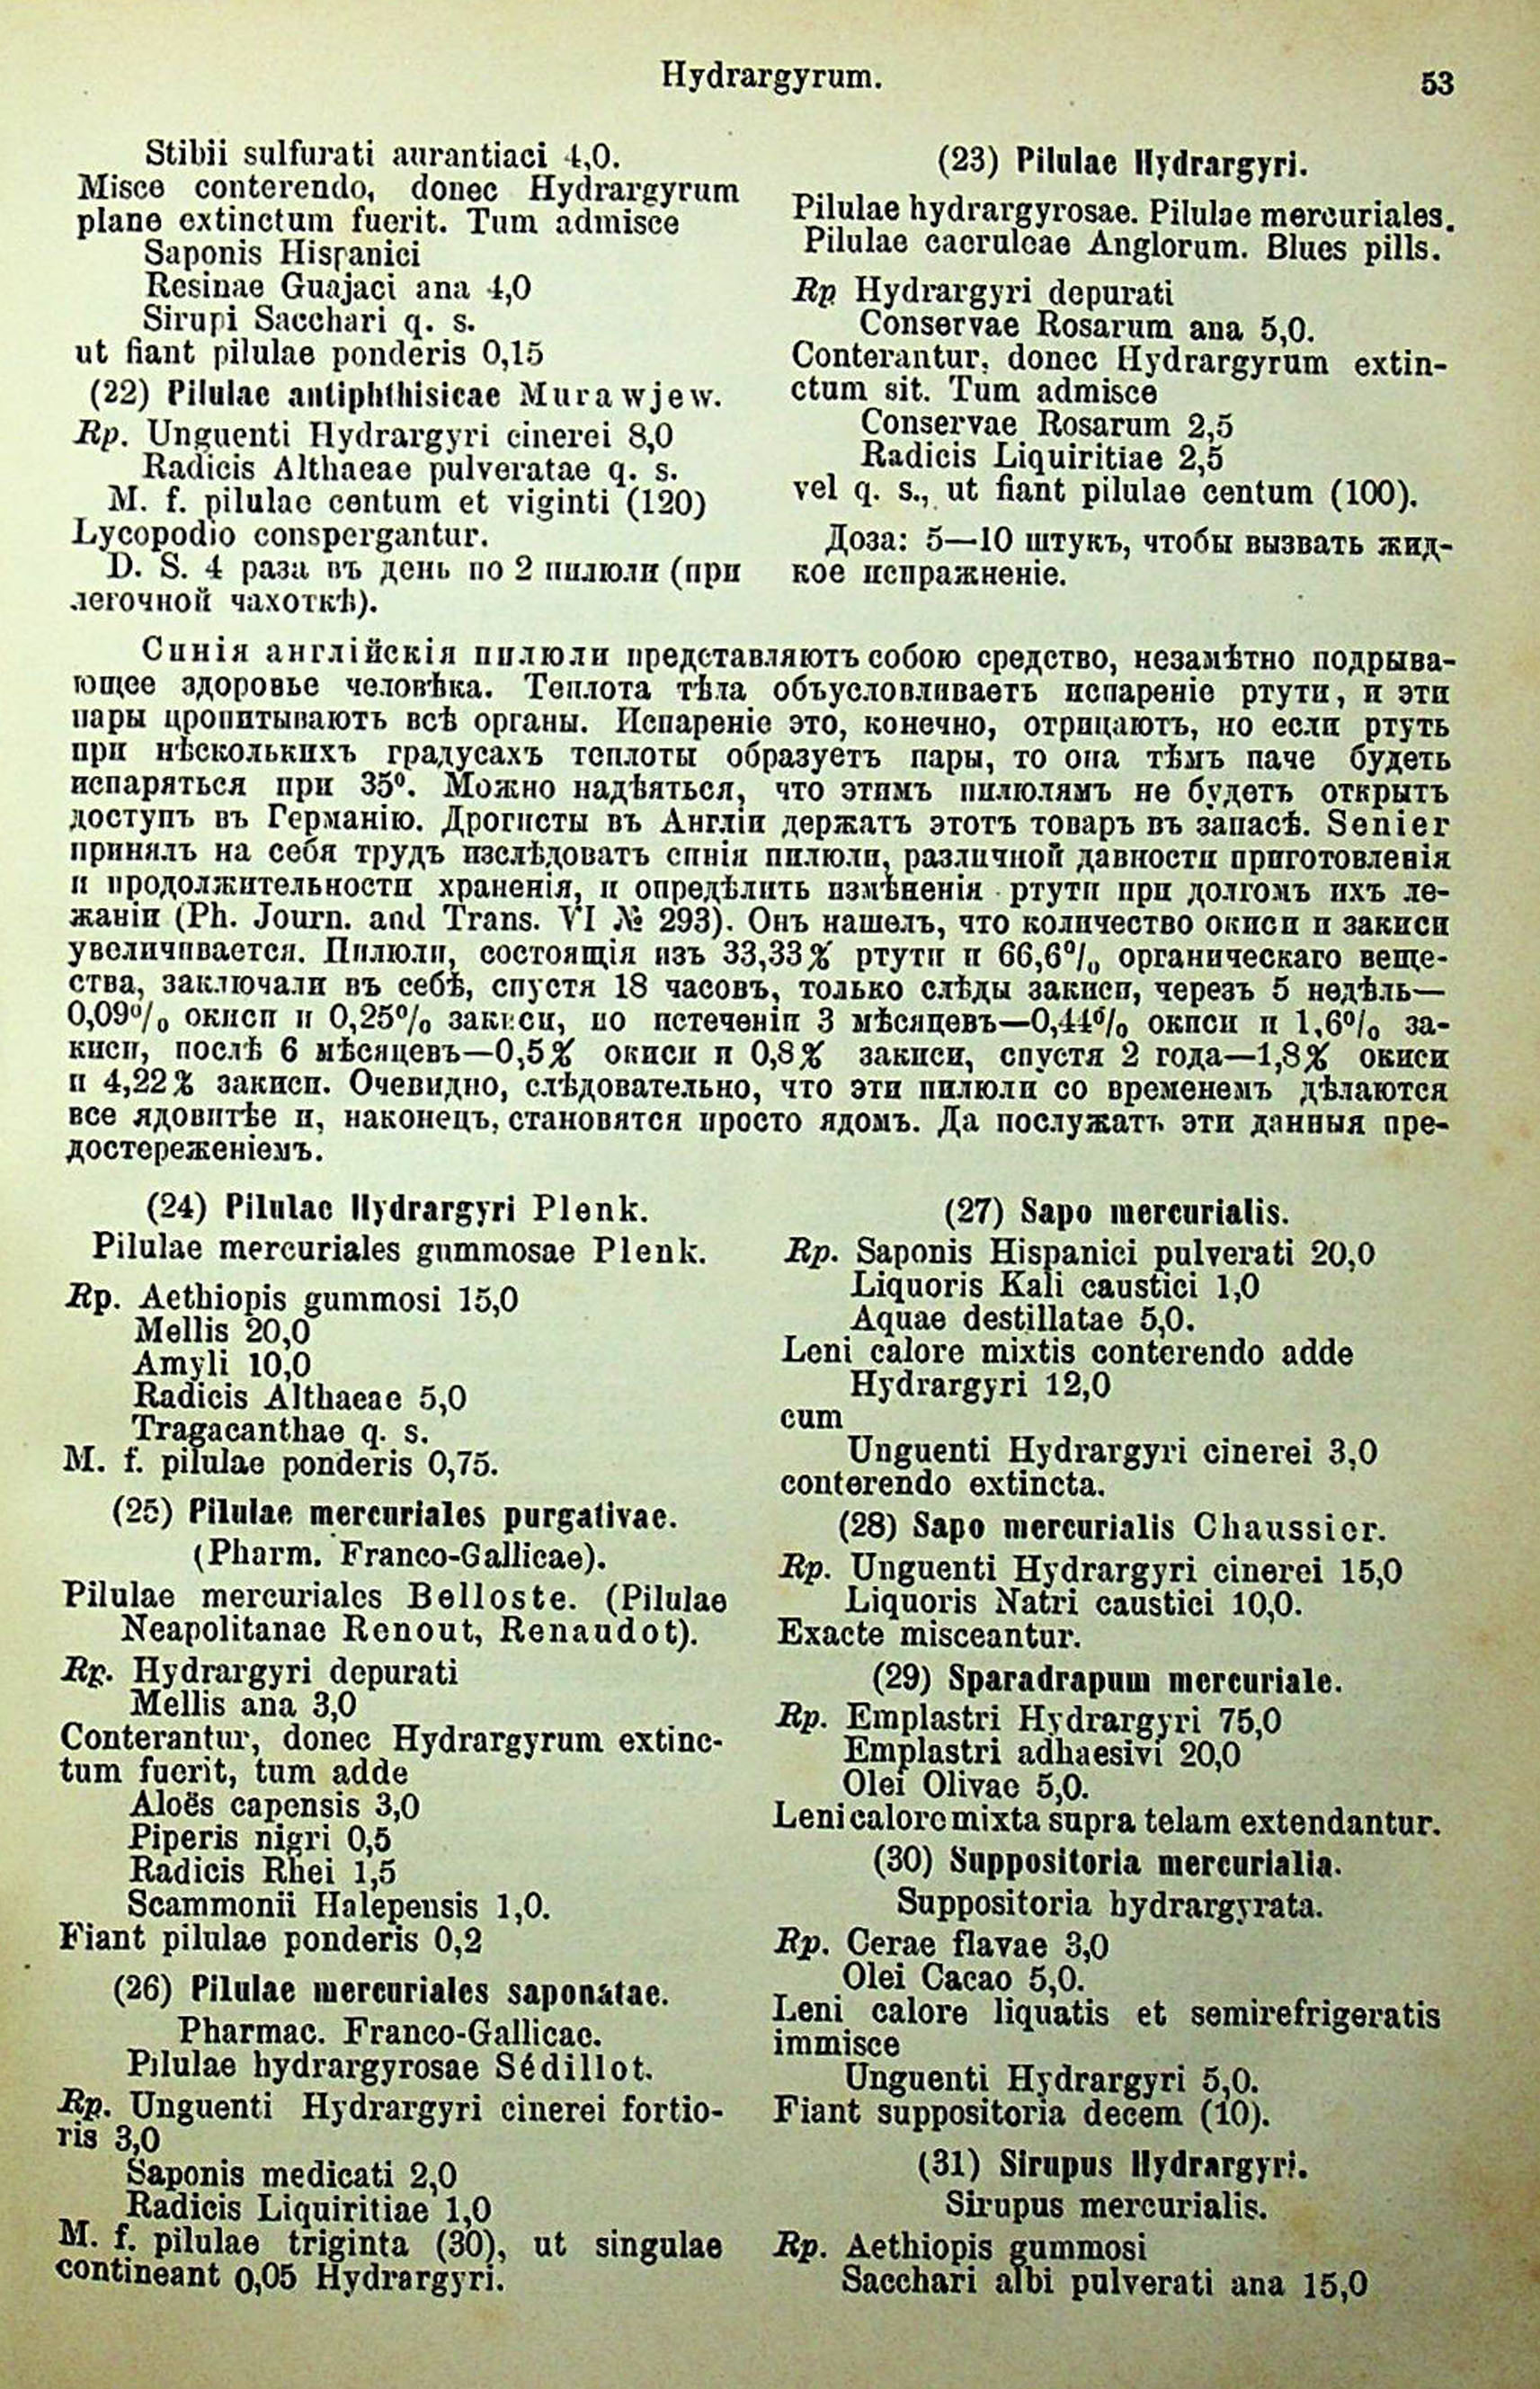 Hydrargyrum.
53
Stibii sulfurati aurantiaci 4,0.
Misce conterendo, donec Hydrargyrum
plane extinctum fuerit. Tum admisce
Saponis Hispanici
Resinae Guajaci ana 4,0
Sirupi Sacchari q. s.
ut fiant pilulae ponderis 0,15
(22) Pilulae antiphthisicae Murawjew.
Rp. Unguenti Hydrargyri cinerei 8,0
Radicis Althaeae pulveratae q. s.
M. f. pilulae centum et viginti (120)
Lycopodio conspergantur.
D. S. 4 раза въ день по 2 пилюли (при
легочной чахоткѣ).
(23) Pilulae Hydrargyri.
Pilulae hydrargyrosae. Pilulae mercuriales.
Pilulae caeruleae Anglorum. Blues pills.
Rp Hydrargyri depurati
Conservae Rosarum ana 5,0.
Conterantur, donec Hydrargyrum extin-
ctum sit. Tum admisce
Conservae Rosarum 2,5
Radicis Liquiritiae 2,5
vel q. s., ut fiant pilulae centum (100).
Доза: 5—10 штукъ, чтобы вызвать жид-
кое испражненіе.
Синія англійскія пилюли представляютъ собою средство, незамѣтно подрыва-
ющее здоровье человѣка. Теплота тѣла объусловливаетъ испареніе ртути, и эти
пары пропитываютъ всѣ органы. Испареніе это, конечно, отрицаютъ, но если ртуть
при нѣсколькихъ градусахъ теплоты образуетъ пары, то она тѣмъ паче будетъ
испаряться при 35°. Можно надѣяться, что этимъ пилюлямъ не будетъ открытъ
доступъ въ Германію. Дрогисты въ Англіи держатъ этотъ товаръ въ запасѣ. Senier
принялъ на себя трудъ изслѣдовать синія пилюли, различной давности приготовленія
и продолжительности храненія, и опредѣлить измѣненія ртути при долгомъ ихъ ле-
жаніи (Ph. Journ. and Trans. VI № 293). Онъ нашелъ, что количество окиси и закиси
увеличивается. Пилюли, состоящія изъ 33,33% ртути и 66,6% органическаго веще-
ства, заключали въ себѣ, спустя 18 часовъ, только слѣды закиси, черезъ 5 недѣль—
0,09% окиси и 0,25% закиси, по истеченіи 3 мѣсяцевъ—0,44% окиси и 1,6% за-
киси, послѣ 6 мѣсяцевъ—0,5% окиси и 0,8% закиси, спустя 2 года—1,8% окиси
и 4,22% закиси. Очевидно, слѣдовательно, что эти пилюли со временемъ дѣлаются
все ядовитѣе и, наконецъ, становятся просто ядомъ. Да послужатъ эти данныя пре-
достереженіемъ.
(24) Pilulae Hydrargyri Plenk.
Pilulae mercuriales gummosae Plenk.
Rp. Aethiopis gummosi 15,0
Mellis 20,0
Amyli 10,0
Radicis Althaeae 5,0
Tragacanthae q. s.
M. f. pilulae ponderis 0,75.
(25) Pilulae mercuriales purgativae.
(Pharm. Franco-Gallicae).
Pilulae mercuriales Belloste. (Pilulae
Neapolitanae Renout, Renaudot).
Rp. Hydrargyri depurati
Mellis ana 3,0
Conterantur, donec Hydrargyrum extinc-
tum fuerit, tum adde
Aloës capensis 3,0
Piperis nigri 0,5
Radicis Rhei 1,5
Scammonii Halepensis 1,0.
Fiant pilulae ponderis 0,2
(26) Pilulae mercuriales saponatae.
Pharmac. Franco-Gallicae.
Pilulae hydrargyrosae Sédillot.
Rp. Unguenti Hydrargyri cinerei fortio-
ris 3,0
Saponis medicati 2,0
Radicis Liquiritiae 1,0
M. f. pilulae triginta (30), ut singulae
contineant 0,05 Hydrargyri.
(27) Sapo mercurialis.
Rp. Saponis Hispanici pulverati 20,0
Liquoris Kali caustici 1,0
Aquae destillatae 5,0.
Leni calore mixtis conterendo adde
Hydrargyri 12,0
cum
Unguenti Hydrargyri cinerei 3,0
conterendo extincta.
(28) Sapo mercurialis Chaussier.
Rp. Unguenti Hydrargyri cinerei 15,0
Liquoris Natri caustici 10,0.
Exacte misceantur.
(29) Sparadrapum mercuriale.
Rp. Emplastri Hydrargyri 75,0
Emplastri adhaesivi 20,0
Olei Olivae 5,0.
Leni calore mixta supra telam extendantur.
(30) Suppositoria mercurialia.
Suppositoria hydrargyrata.
Rp. Cerae flavae 3,0
Olei Cacao 5,0.
Leni calore liquatis et semirefrigeratis
immisce
Unguenti Hydrargyri 5,0.
Fiant suppositoria decem (10).
(31) Sirupus Hydrargyri.
Sirupus mercurialis.
Rp. Aethiopis gummosi
Sacchari albi pulverati ana 15,0